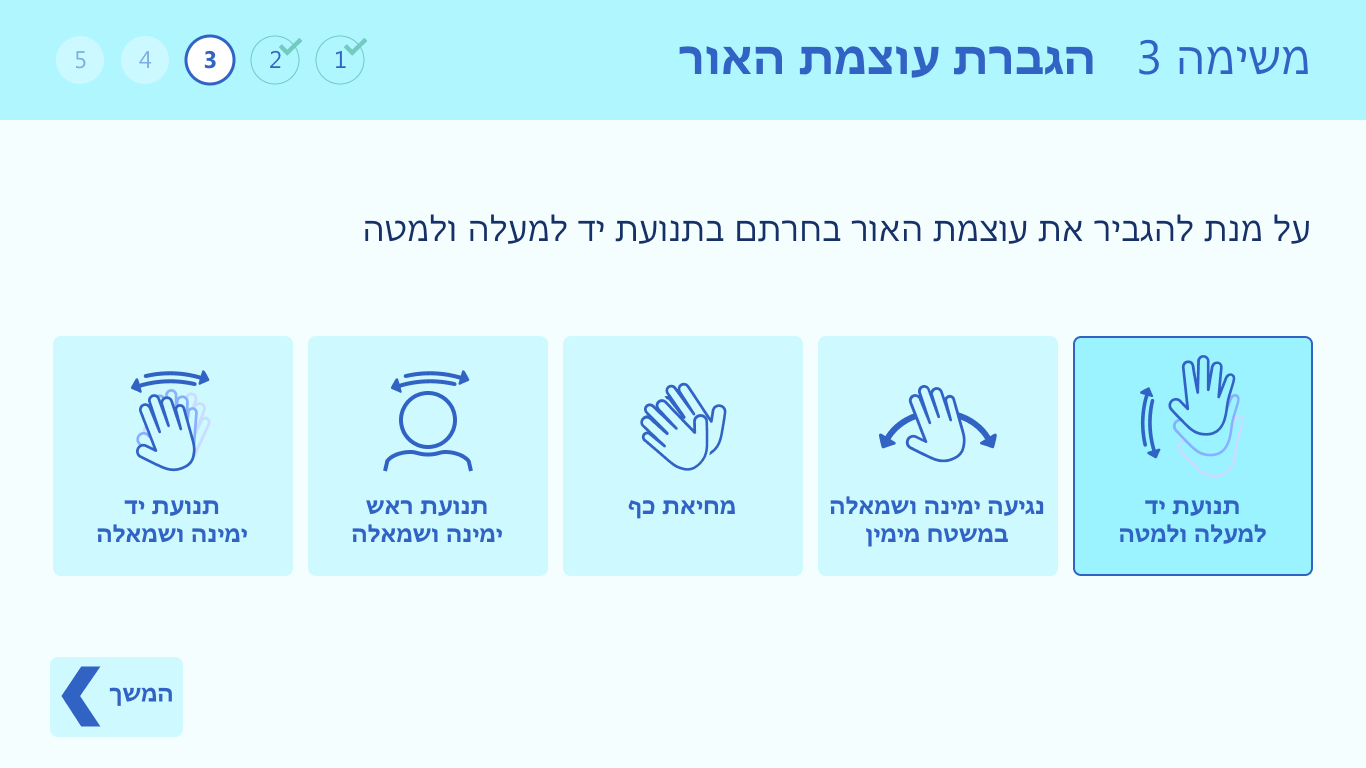 משימה 3 הגברת עוצמת האור
1 2 3 4 5
על מנת להגביר את עוצמת האור בחרתם בתנועת יד למעלה ולמטה
תנועת יד
למעלה ולמטה
נגיעה ימינה ושמאלה
במשטח מימין
מחיאת כף
תנועת ראש
ימינה ושמאלה
תנועת יד
ימינה ושמאלה
המשך